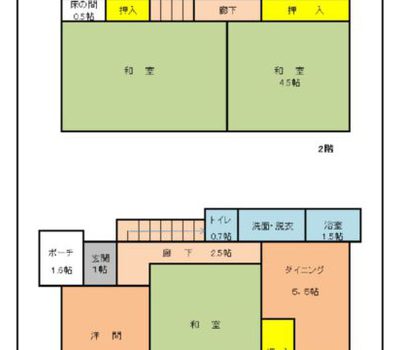 床の間
0.5帖
押入
廊下
押 入
和 室
和 室
4.5帖
2階
トイレ
0.7帖
洗面・脱衣
浴室
1.5帖
ポーチ
1.6帖
玄関
1帖
廊 下 2.5帖
ダイニング
5.5帖
洋 間
和 室